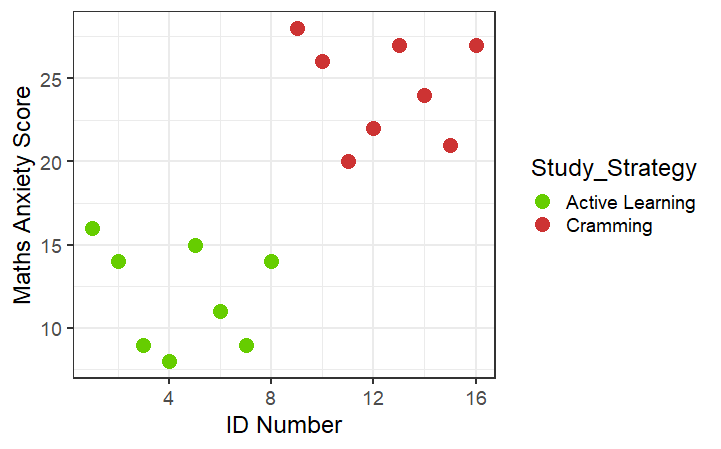 Maths Anxiety Score
25
20
15
10
4 8 12 16
ID Number
Study_Strategy
Active Learning
Cramming